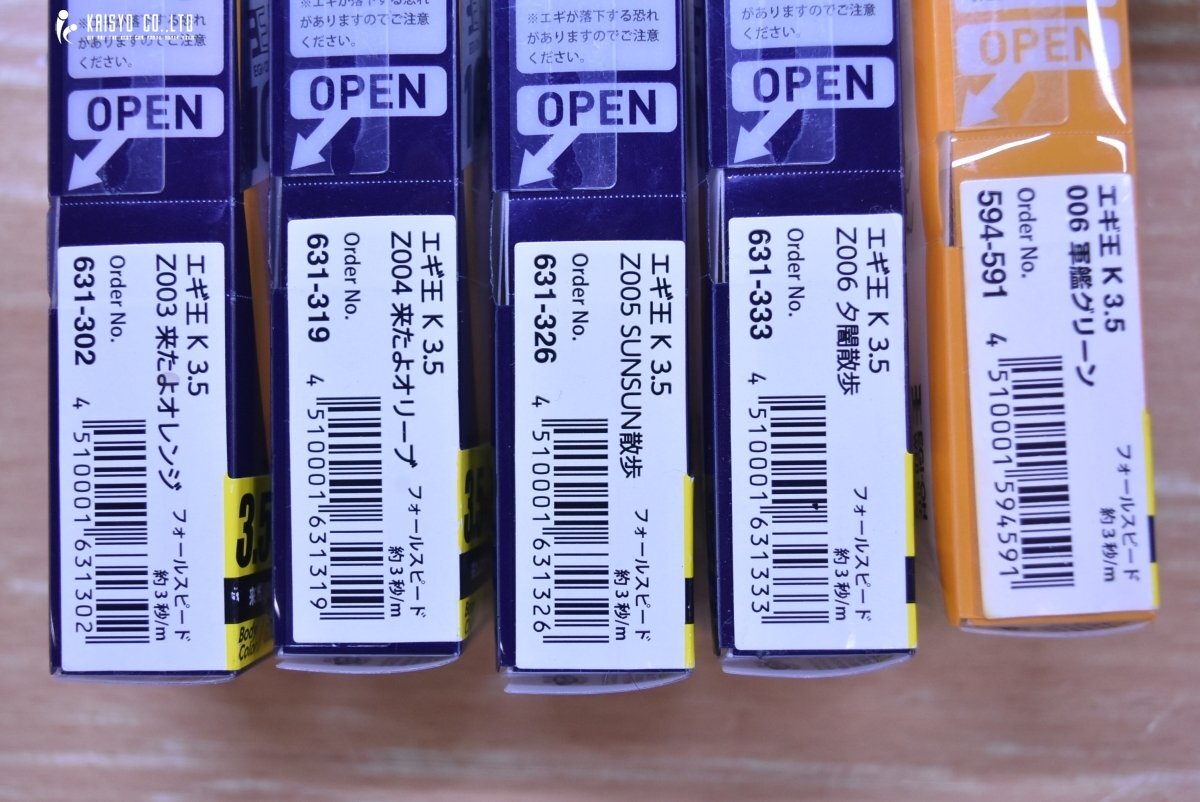 KAISYO CO.,LTD
※エギが落下する恐れ
がありますのでご注意
ください。
OPEN
エギ王 K 3.5
Z003 来たよオレンジ
Order No.
631-302
4 510001 631302
フォールスピード
約3秒/m
3.5
Body
Color
※エギが落下する恐れ
がありますのでご注意
ください。
OPEN
エギ王 K 3.5
Z004 来たよオリーブ
Order No.
631-319
4 510001 631319
フォールスピード
約3秒/m
3.5
がありますのでご注意
ください。
OPEN
エギ王 K 3.5
Z005 SUNSUN散歩
Order No.
631-326
4 510001 631326
フォールスピード
約3秒/m
がありますのでご注意
ください。
OPEN
エギ王 K 3.5
Z006 夕闇散歩
Order No.
631-333
4 510001 631333
フォールスピード
約3秒/m
OPEN
エギ王 K 3.5
006 軍艦グリーン
Order No.
594-591
4 510001 594591
フォールスピード
約3秒/m